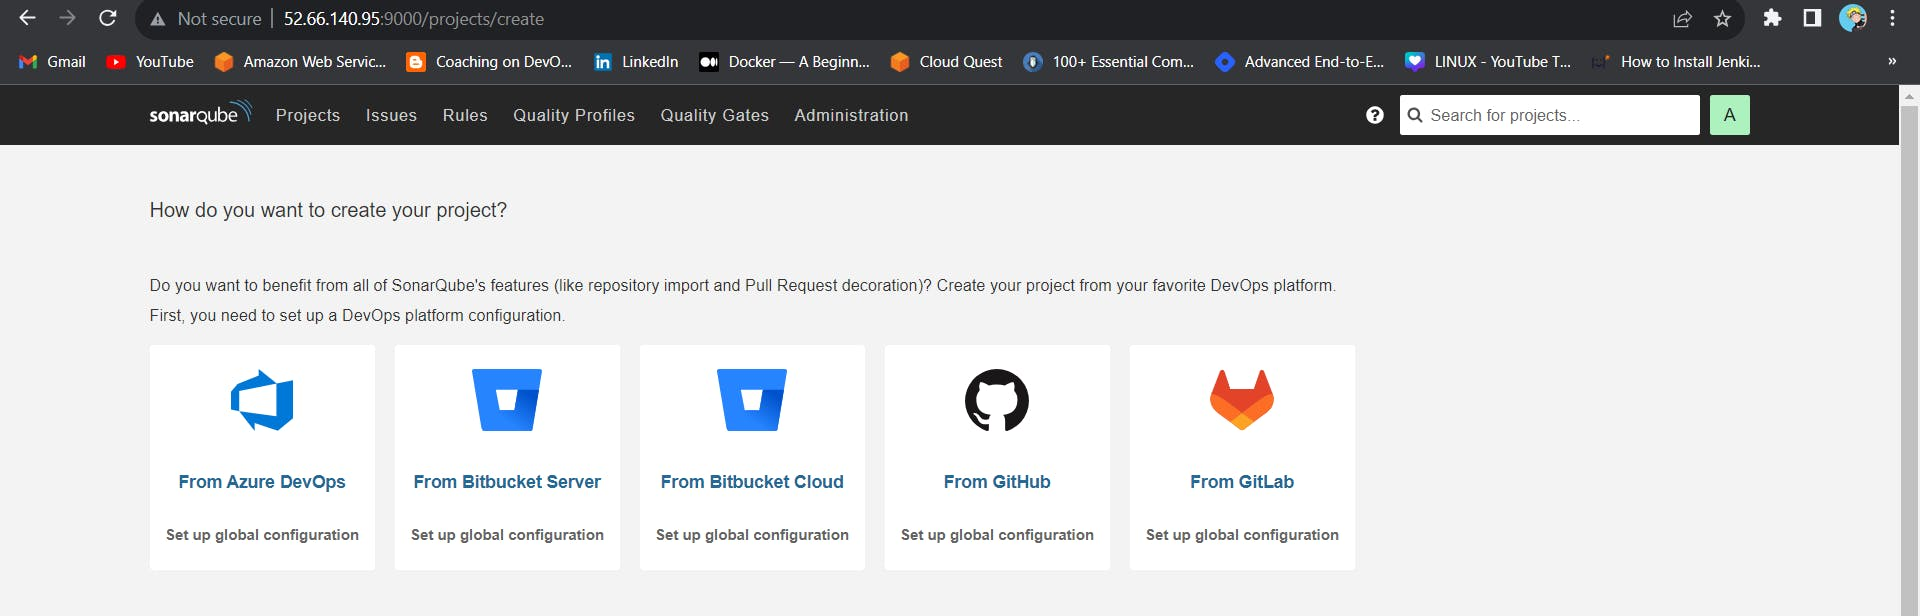 Not secure 52.66.140.95:9000/projects/create
Gmail YouTube Amazon Web Servic... Coaching on DevO... LinkedIn Docker — A Beginn... Cloud Quest 100+ Essential Com... Advanced End-to-E... LINUX - YouTube T... How to Install Jenki... »
sonarqube Projects Issues Rules Quality Profiles Quality Gates Administration ? Search for projects... A
How do you want to create your project?
Do you want to benefit from all of SonarQube's features (like repository import and Pull Request decoration)? Create your project from your favorite DevOps platform.
First, you need to set up a DevOps platform configuration.
From Azure DevOps From Bitbucket Server From Bitbucket Cloud From GitHub From GitLab
Set up global configuration Set up global configuration Set up global configuration Set up global configuration Set up global configuration